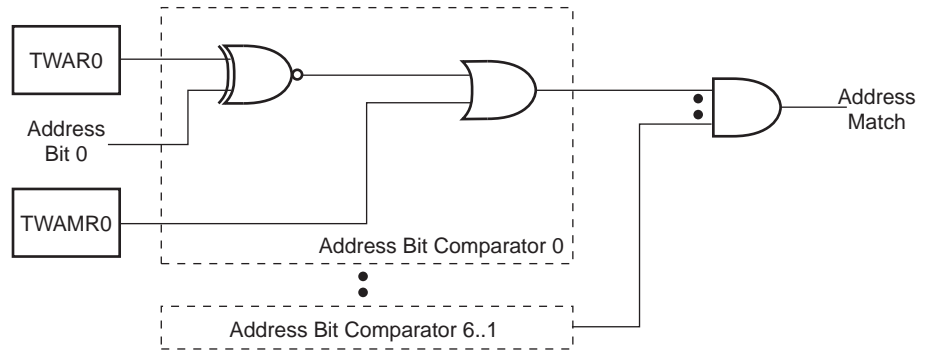 TWAR0
Address
Bit 0
TWAMR0
Address Bit Comparator 0
Address Bit Comparator 6..1
Address
Match